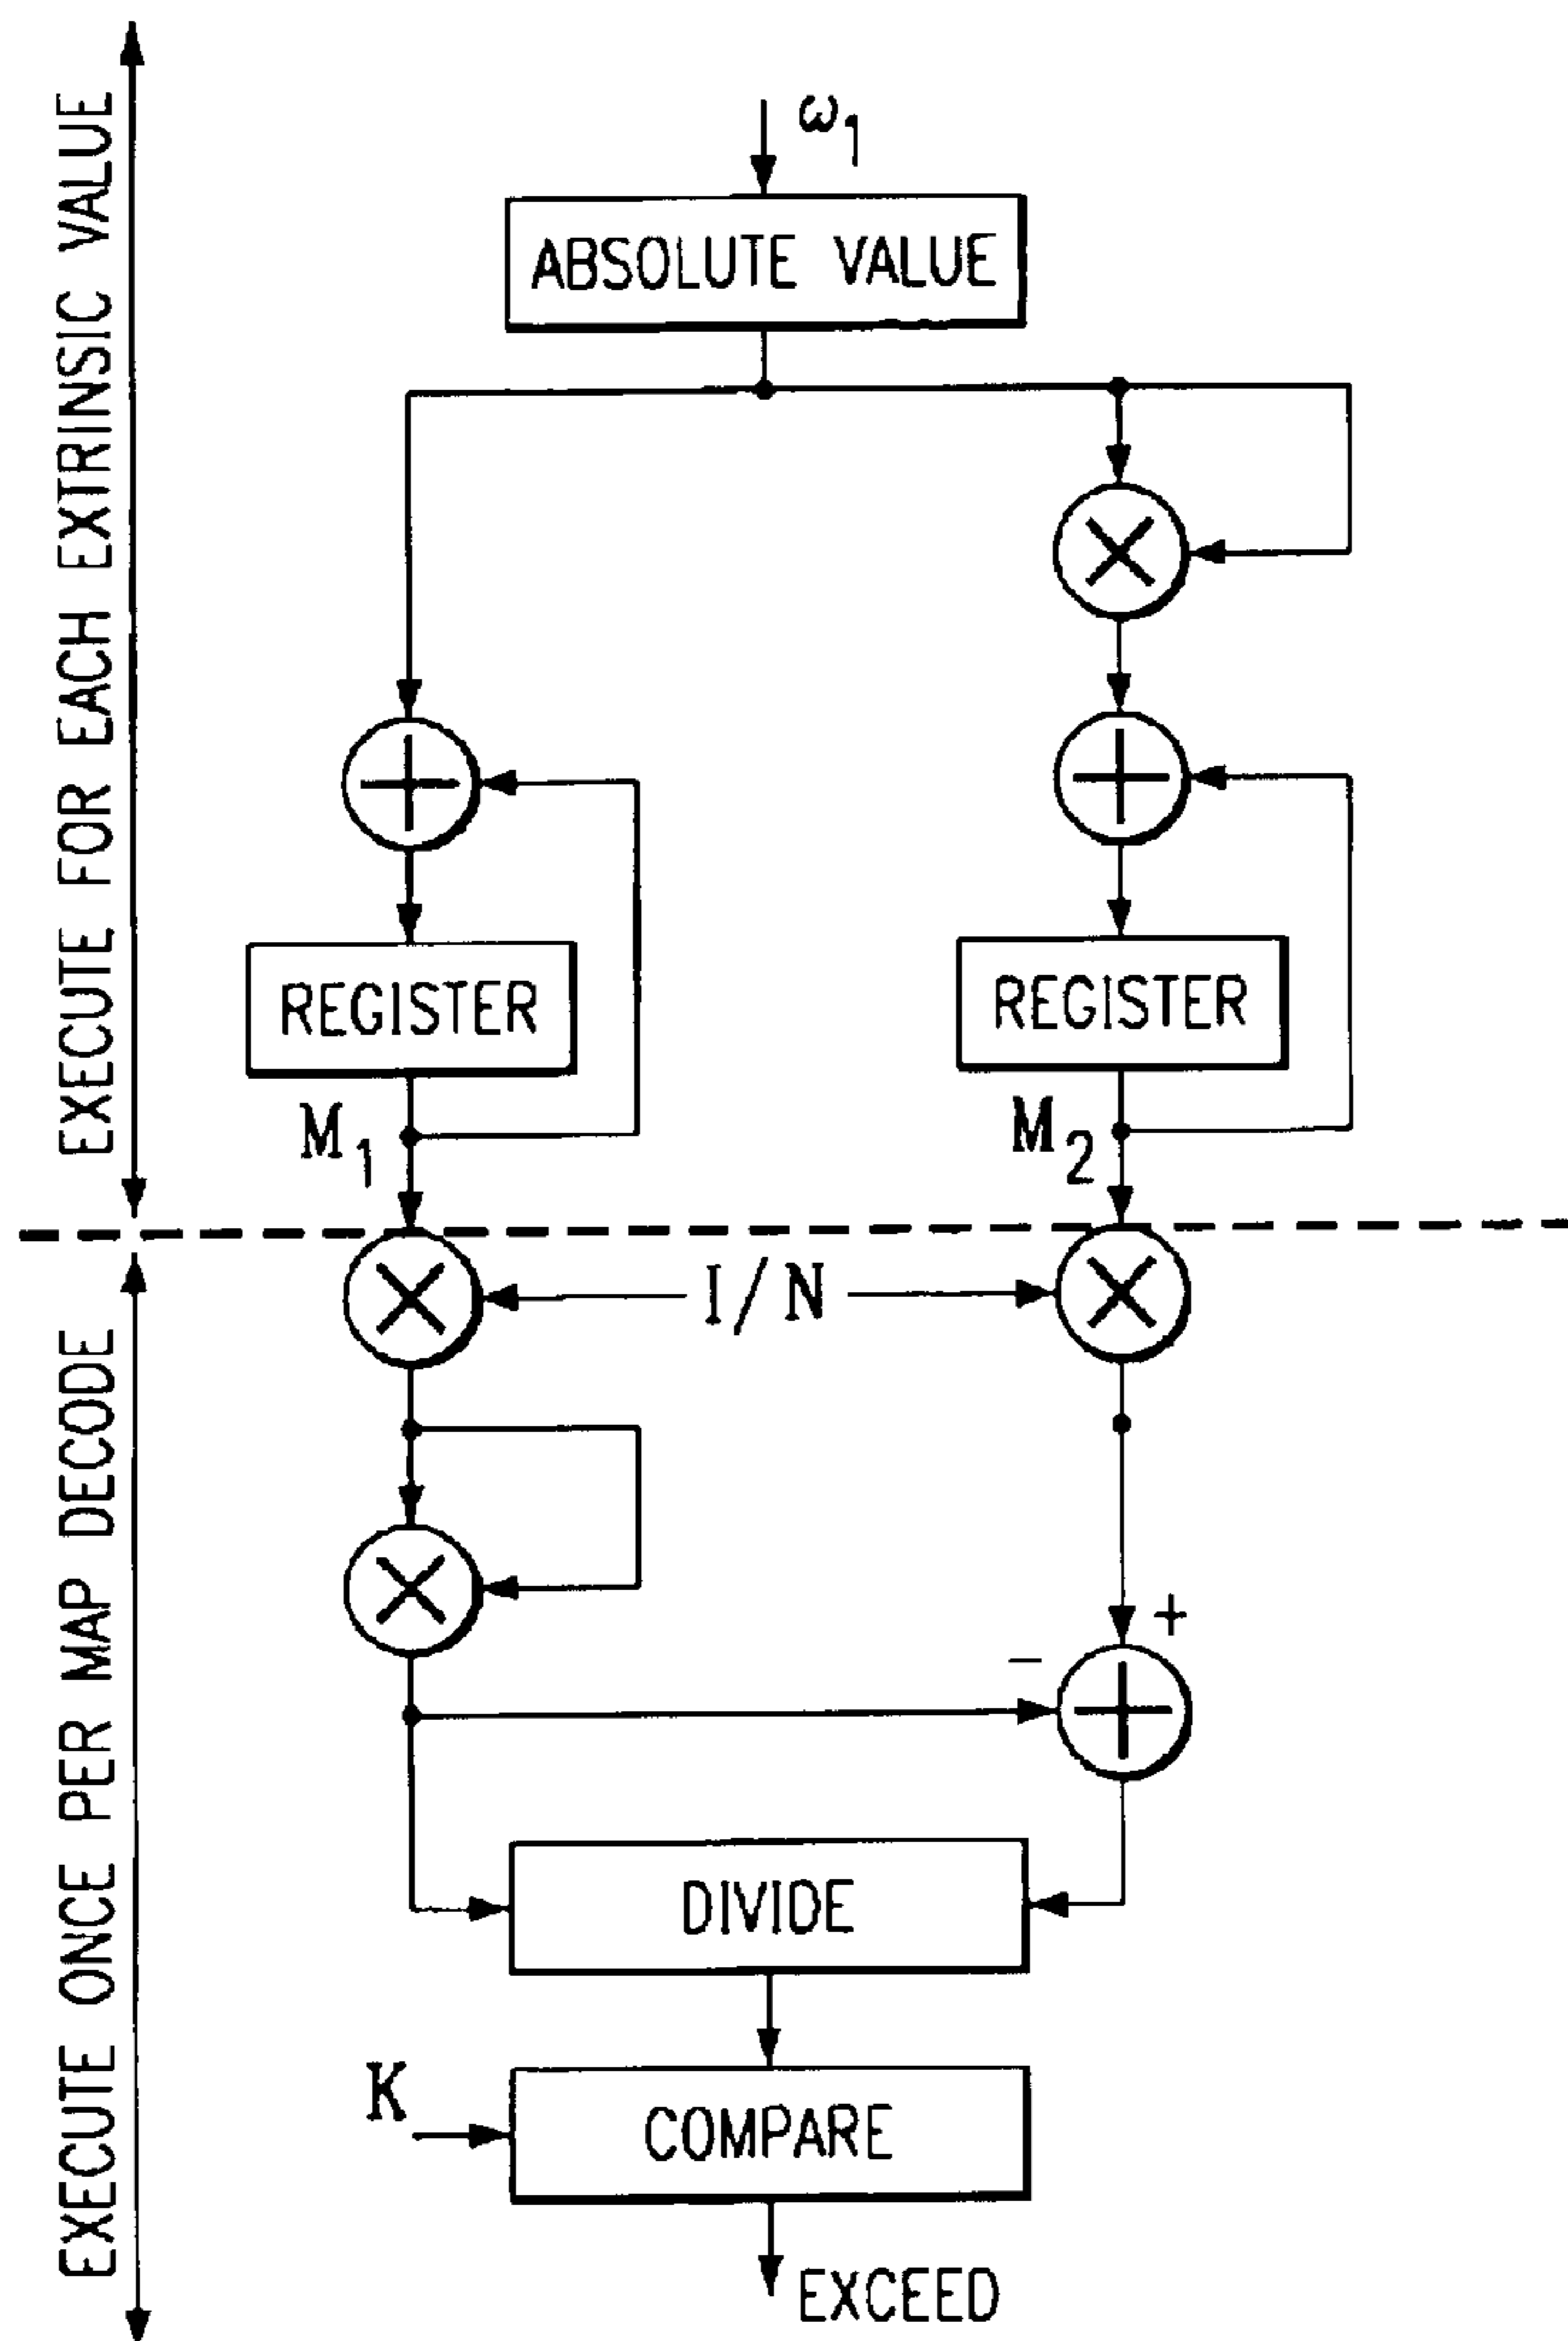 EXECUTE FOR EACH EXTRINSIC VALUE
ω1
ABSOLUTE VALUE
REGISTER
REGISTER
M1
M2
I/N
EXECUTE ONCE PER MAP DECODE
+
−
DIVIDE
K
COMPARE
EXCEED